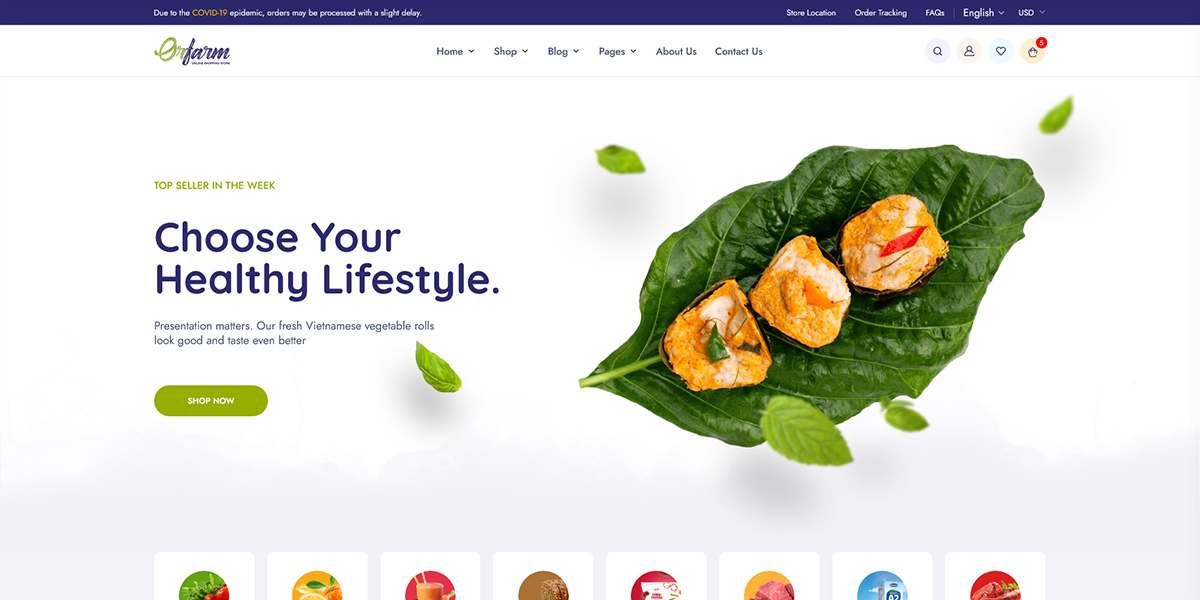 Due to the COVID-19 epidemic, orders may be processed with a slight delay.
Store Location Order Tracking FAQs English USD
Orfarm
ONLINE SHOPPING STORE
Home Shop Blog Pages About Us Contact Us
5
TOP SELLER IN THE WEEK
Choose Your
Healthy Lifestyle.
Presentation matters. Our fresh Vietnamese vegetable rolls
look good and taste even better
SHOP NOW